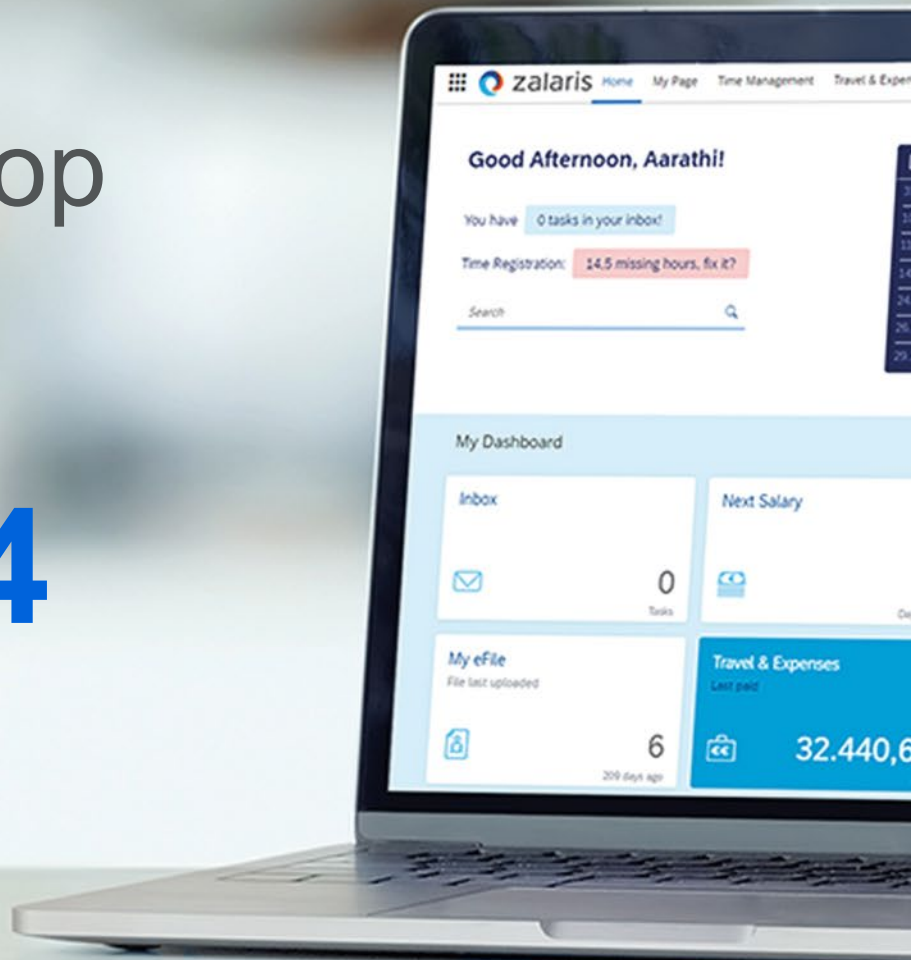 op
4
zalaris Home My Page Time Management Travel & Expen
Good Afternoon, Aarathi!
You have 0 tasks in your inbox!
Time Registration: 14,5 missing hours, fix it?
Search
My Dashboard
Inbox
0
Tasks
Next Salary
My eFile
File last uploaded
6
209 days ago
Travel & Expenses
Last paid
32.440,6